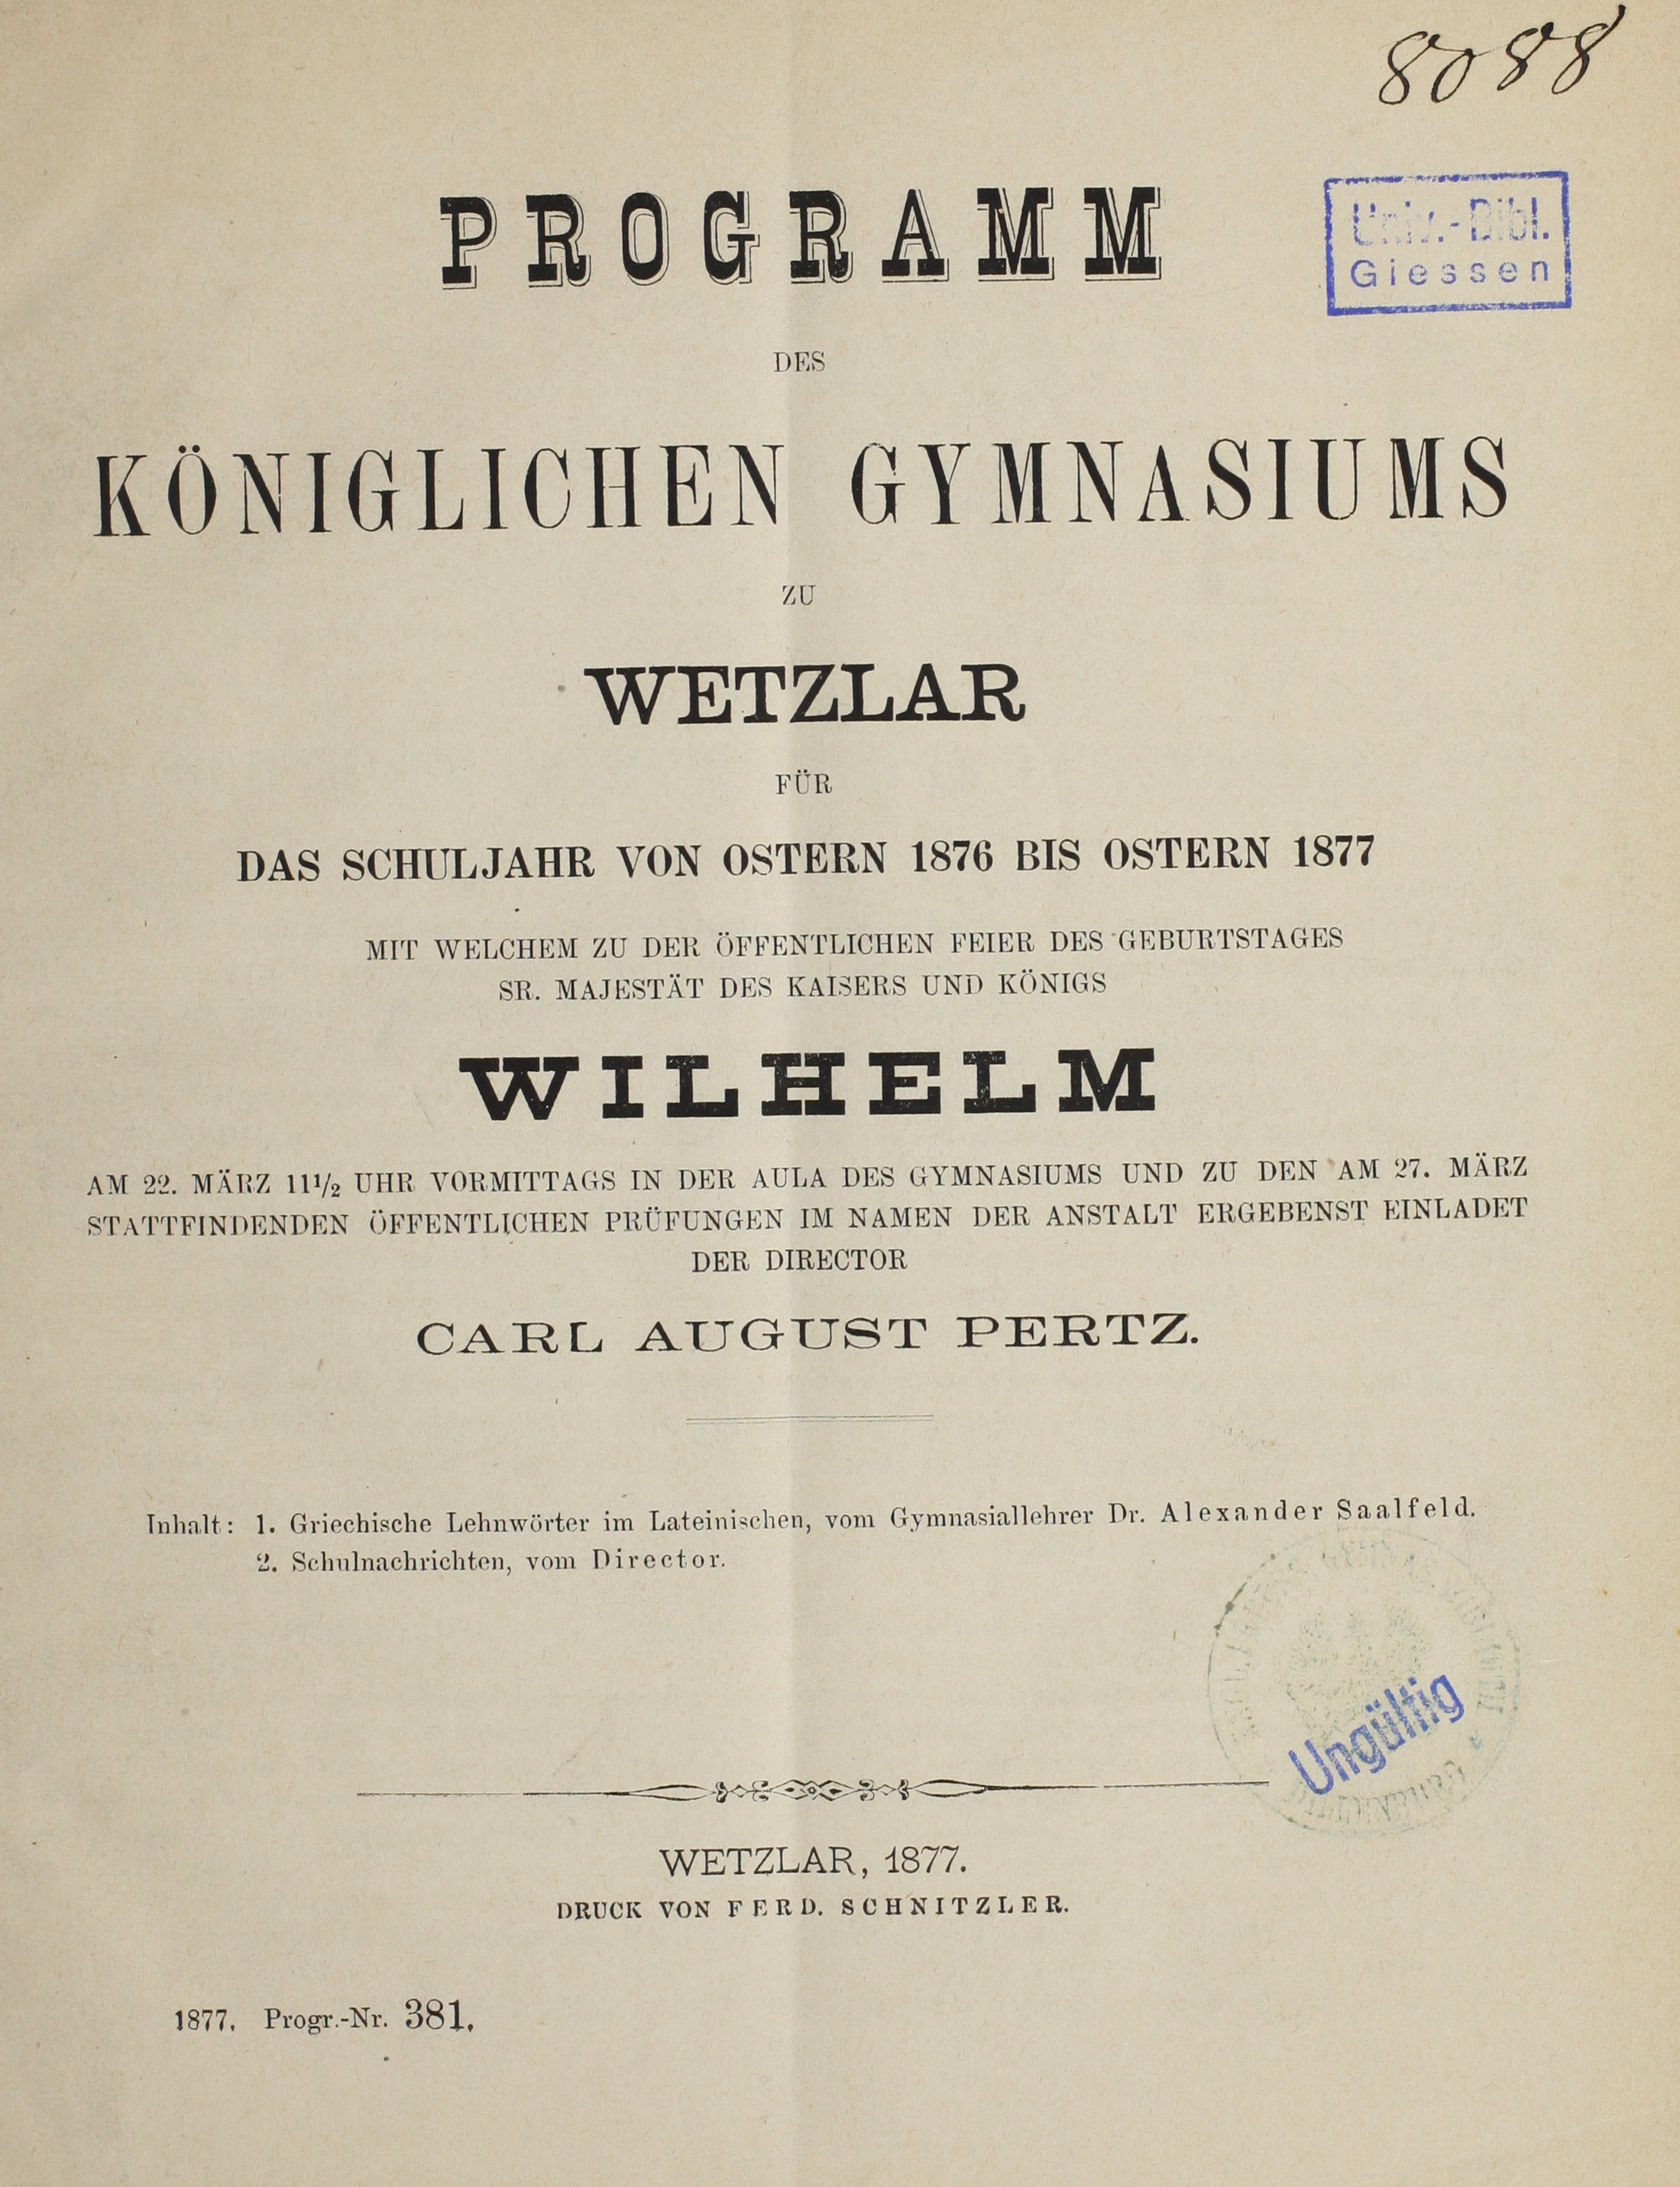 8088
Univ.-Bibl.
Giessen
PROGRAMM
DES
KÖNIGLICHEN GYMNASIUMS
ZU
WETZLAR
FÜR
DAS SCHULJAHR VON OSTERN 1876 BIS OSTERN 1877
MIT WELCHEM ZU DER ÖFFENTLICHEN FEIER DES GEBURTSTAGES
SR. MAJESTÄT DES KAISERS UND KÖNIGS
WILHELM
AM 22. MÄRZ 11½ UHR VORMITTAGS IN DER AULA DES GYMNASIUMS UND ZU DEN AM 27. MÄRZ
STATTFINDENDEN ÖFFENTLICHEN PRÜFUNGEN IM NAMEN DER ANSTALT ERGEBENST EINLADET
DER DIRECTOR
CARL AUGUST PERTZ.
Inhalt: 1. Griechische Lehnwörter im Lateinischen, vom Gymnasiallehrer Dr. Alexander Saalfeld.
2. Schulnachrichten, vom Director.
Ungültig
WETZLAR, 1877.
DRUCK VON FERD. SCHNITZLER.
1877. Progr.-Nr. 381.